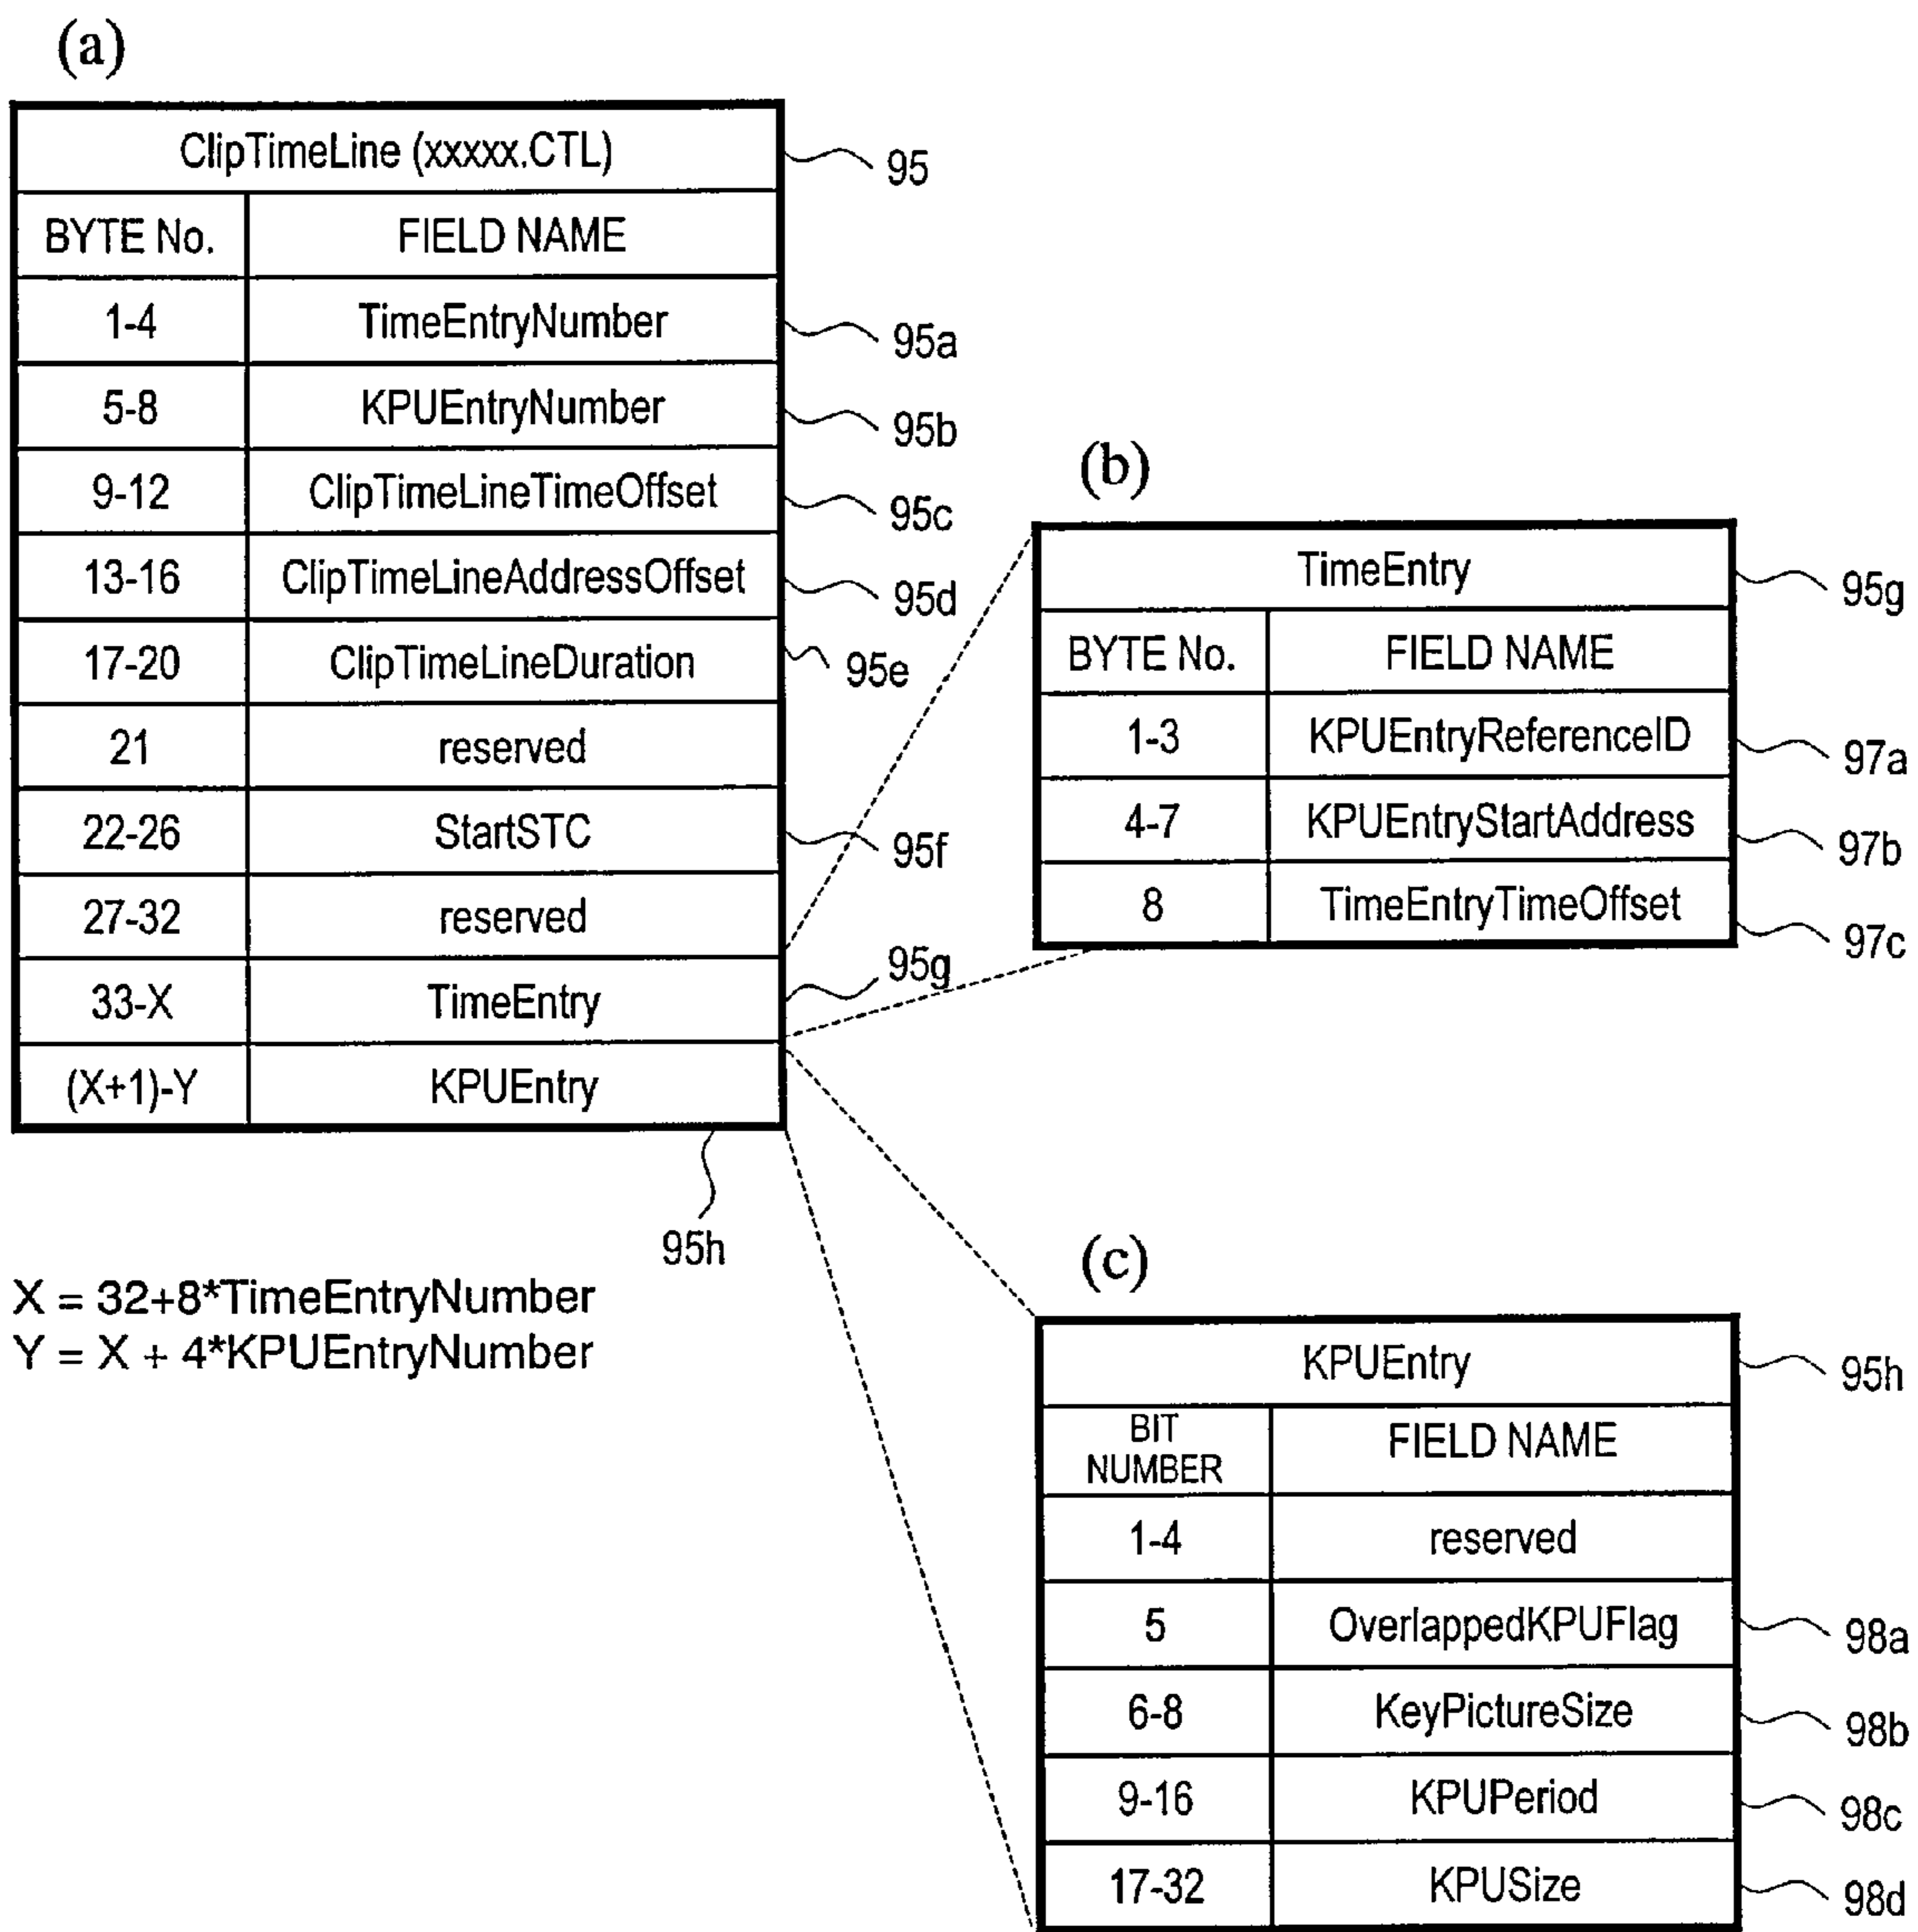 (a)
ClipTimeLine (xxxxx.CTL)
95
BYTE No. FIELD NAME
1-4 TimeEntryNumber 95a
5-8 KPUEntryNumber 95b
9-12 ClipTimeLineTimeOffset 95c
13-16 ClipTimeLineAddressOffset 95d
17-20 ClipTimeLineDuration 95e
21 reserved
22-26 StartSTC 95f
27-32 reserved
33-X TimeEntry 95g
(X+1)-Y KPUEntry
95h
X = 32+8*TimeEntryNumber
Y = X + 4*KPUEntryNumber
(b)
TimeEntry 95g
BYTE No. FIELD NAME
1-3 KPUEntryReferenceID 97a
4-7 KPUEntryStartAddress 97b
8 TimeEntryTimeOffset 97c
(c)
KPUEntry 95h
BIT
NUMBER FIELD NAME
1-4 reserved
5 OverlappedKPUFlag 98a
6-8 KeyPictureSize 98b
9-16 KPUPeriod 98c
17-32 KPUSize 98d